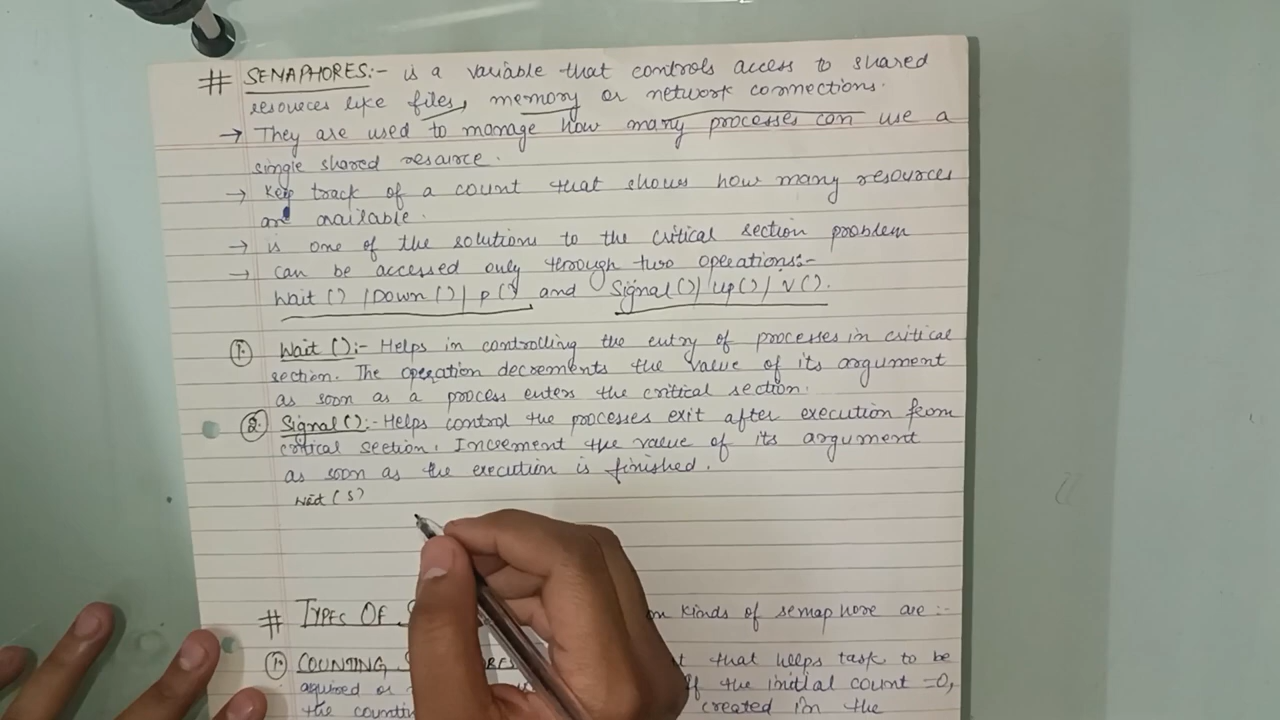 # SEMAPHORES:- is a variable that controls access to shared
resources like files, memory or network connections.
→ They are used to manage how many processes can use a
single shared resource.
→ Keep track of a count that shows how many resources
are available.
→ is one of the solutions to the critical section problem
→ can be accessed only through two operations:-
Wait () / Down () / P () and Signal () / Up () / V ().
1. Wait ():- Helps in controlling the entry of processes in critical
section. The operation decrements the value of its argument
as soon as a process enters the critical section.
2. Signal ():- Helps control the processes exit after execution from
critical section. Increment the value of its argument
as soon as the execution is finished.
Wait (S)
# TYPES OF kinds of semaphore are :-
1. COUNTING that helps task to be
aquired or If the initial count =0,
the created in the